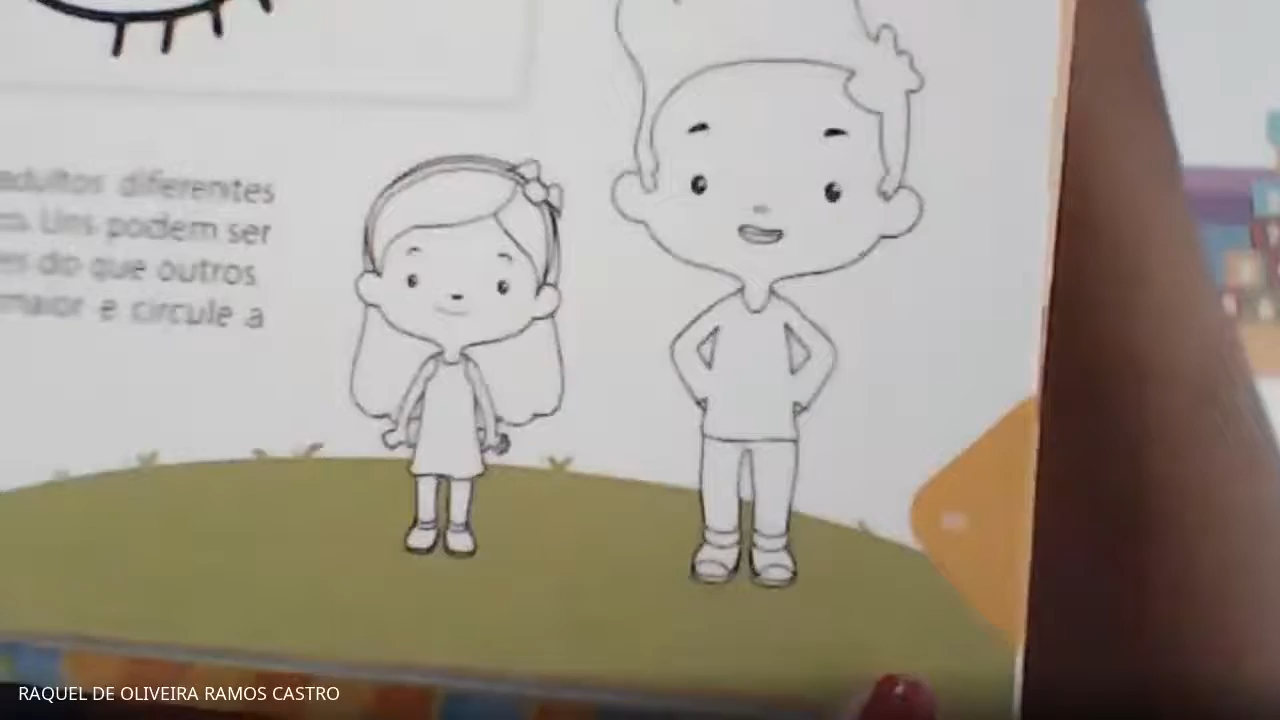 adultos diferentes
Uns podem ser
do que outros
maior e circule a
RAQUEL DE OLIVEIRA RAMOS CASTRO